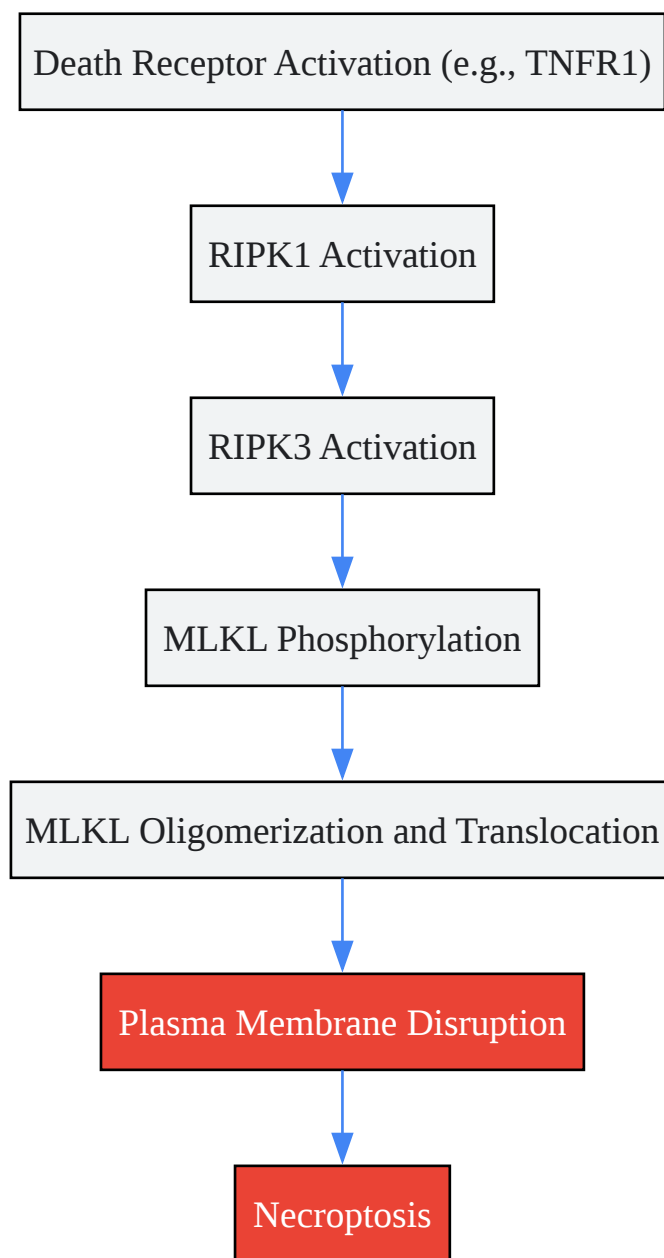 Death Receptor Activation (e.g., TNFR1)
RIPK1 Activation
RIPK3 Activation
MLKL Phosphorylation
MLKL Oligomerization and Translocation
Plasma Membrane Disruption
Necroptosis